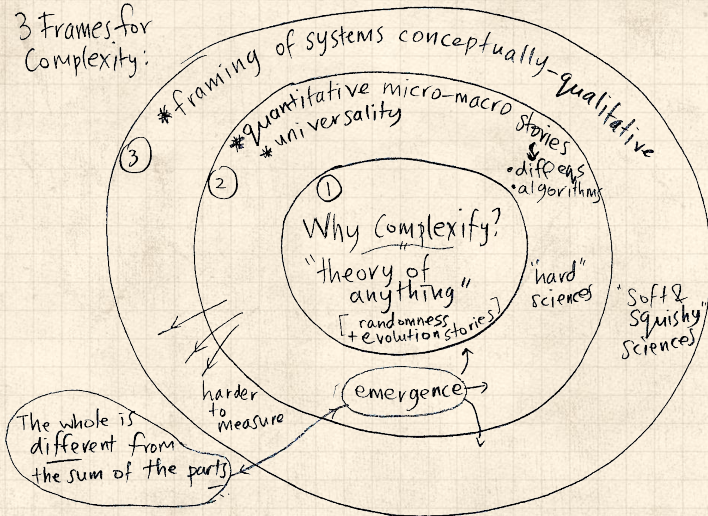 3 Frames for
Complexity:
③
*framing of systems conceptually-qualitative
②
*quantitative micro-macro stories
*universality
•diff eqs
•algorithms
①
Why Complexify?
"theory of
anything"
[randomness
+ evolution stories]
"hard"
sciences
"soft &
squishy"
sciences
harder
to
measure
emergence
The whole is
different from
the sum of the parts